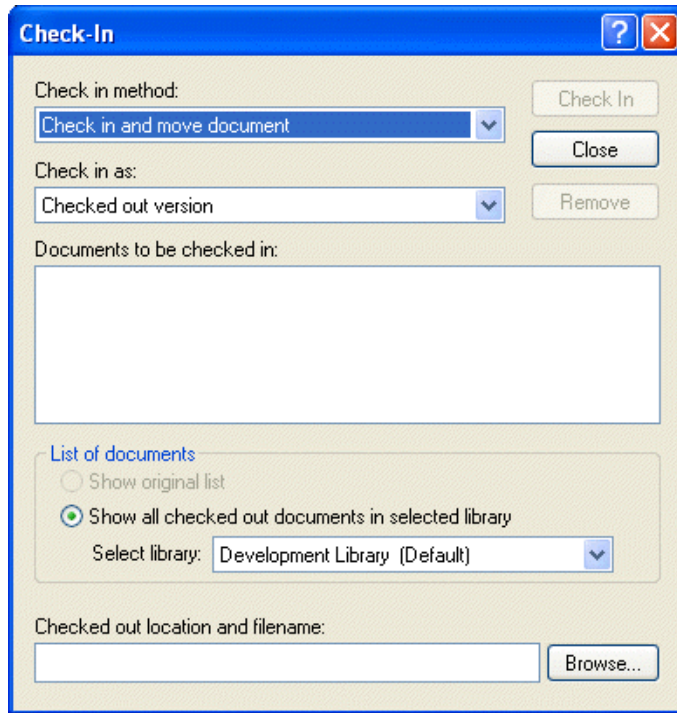 Check-In
Check in method:
Check In
Check in and move document
Close
Check in as:
Checked out version
Remove
Documents to be checked in:
List of documents
Show original list
Show all checked out documents in selected library
Select library: Development Library (Default)
Checked out location and filename:
Browse...